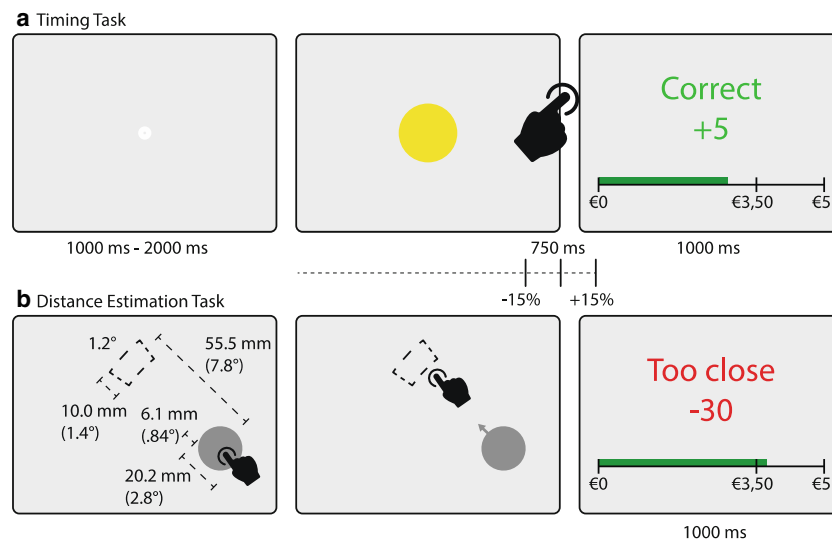 a Timing Task
Correct
+5
€0 €3,50 €5
1000 ms - 2000 ms 750 ms 1000 ms
-15% +15%
b Distance Estimation Task
1.2° 55.5 mm
(7.8°)
10.0 mm
(1.4°)
6.1 mm
(.84°)
20.2 mm
(2.8°)
Too close
-30
€0 €3,50 €5
1000 ms